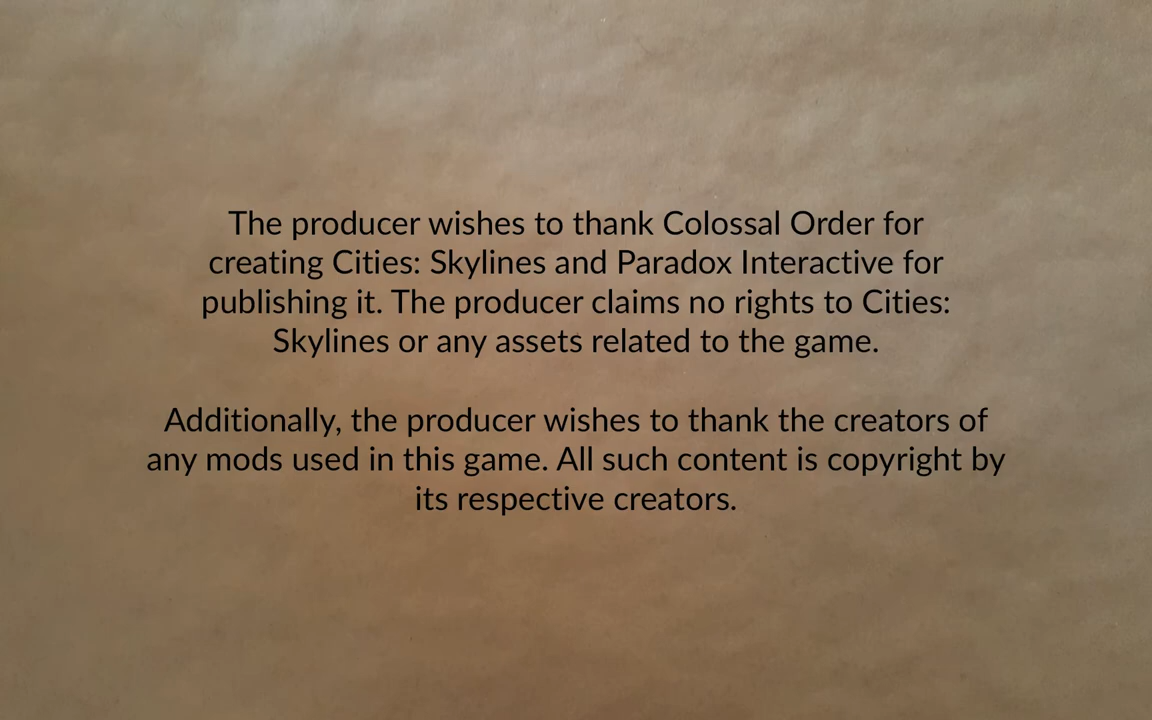 The producer wishes to thank Colossal Order for
creating Cities: Skylines and Paradox Interactive for
publishing it. The producer claims no rights to Cities:
Skylines or any assets related to the game.
Additionally, the producer wishes to thank the creators of
any mods used in this game. All such content is copyright by
its respective creators.